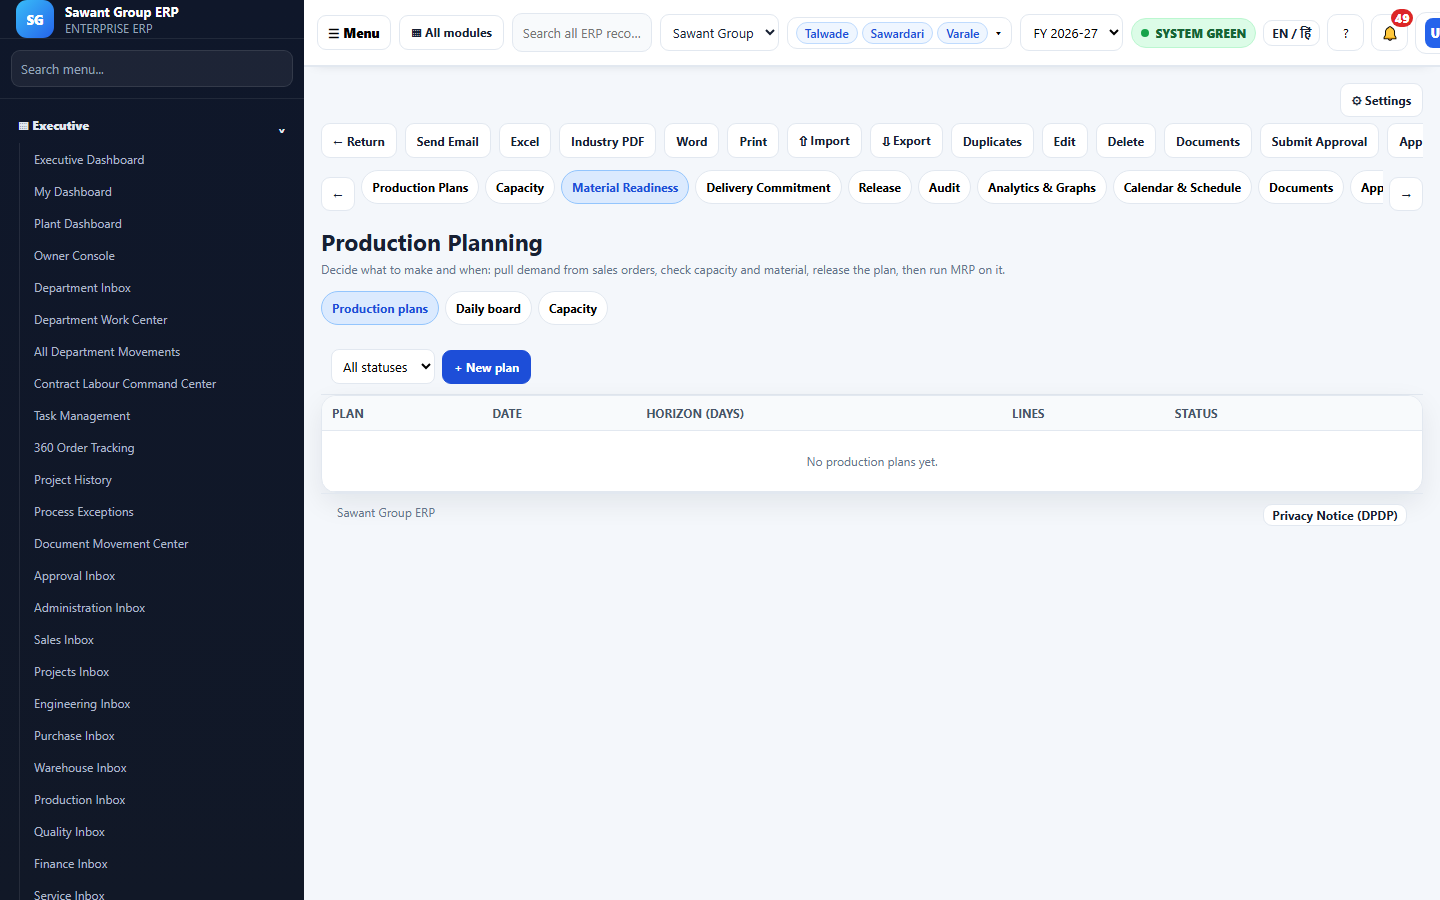 SG
Sawant Group ERP
ENTERPRISE ERP
Search menu...
Executive
Executive Dashboard
My Dashboard
Plant Dashboard
Owner Console
Department Inbox
Department Work Center
All Department Movements
Contract Labour Command Center
Task Management
360 Order Tracking
Project History
Process Exceptions
Document Movement Center
Approval Inbox
Administration Inbox
Sales Inbox
Projects Inbox
Engineering Inbox
Purchase Inbox
Warehouse Inbox
Production Inbox
Quality Inbox
Finance Inbox
Service Inbox
☰ Menu
All modules
Search all ERP reco...
Sawant Group
Talwade Sawardari Varale
FY 2026-27
SYSTEM GREEN
EN / हिं
?
49
U
⚙ Settings
← Return
Send Email
Excel
Industry PDF
Word
Print
⇧ Import
⇩ Export
Duplicates
Edit
Delete
Documents
Submit Approval
App
←
Production Plans
Capacity
Material Readiness
Delivery Commitment
Release
Audit
Analytics & Graphs
Calendar & Schedule
Documents
App
→
Production Planning
Decide what to make and when: pull demand from sales orders, check capacity and material, release the plan, then run MRP on it.
Production plans
Daily board
Capacity
All statuses
+ New plan
PLAN DATE HORIZON (DAYS) LINES STATUS
No production plans yet.
Sawant Group ERP
Privacy Notice (DPDP)